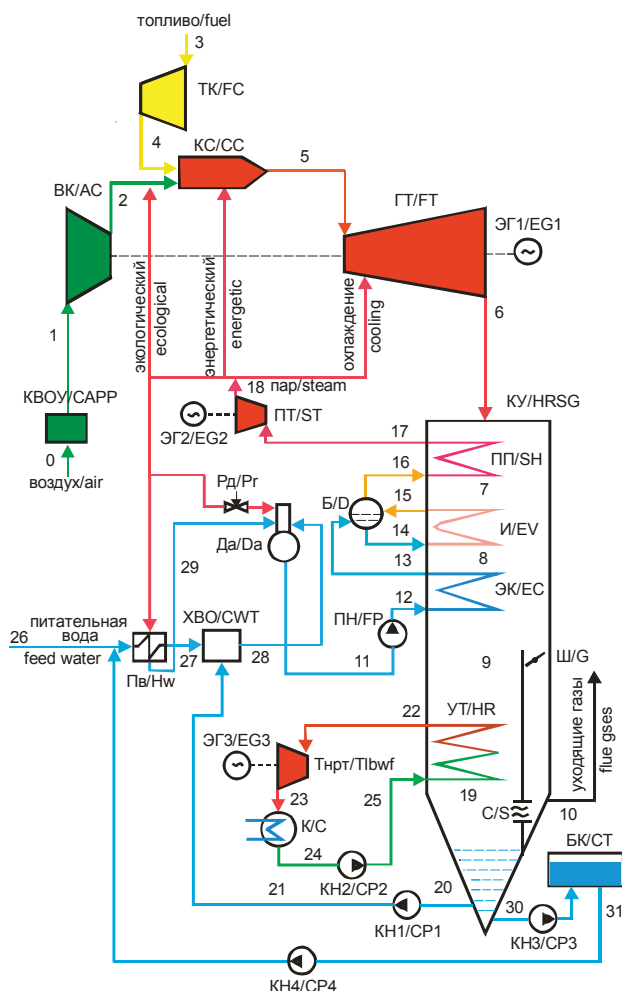 топливо/fuel
3
ТК/FC
4
КС/CC
5
ВК/AC
2
ГТ/FT
ЭГ1/EG1
экологический
ecological
энергетический
energetic
охлаждение
cooling
6
1
18 пар/steam
КВОУ/CAPP
ПТ/ST
ЭГ2/EG2
КУ/HRSG
17
0
воздух/air
16
ПП/SH
7
Рд/Pr
Б/D
15
14
И/EV
Да/Da
13
8
29
12
ЭК/EC
ПН/FP
питательная
вода
26
feed water
ХВО/CWT
27
28
11
9
Ш/G
Пв/Hw
22
УТ/HR
уходящие газы
flue gses
ЭГ3/EG3
Тнрт/Tlbwf
23
25
19
C/S
10
К/С
24
КН2/CP2
БК/СТ
21
20
30
31
КН1/CP1
КН3/CP3
КН4/CP4